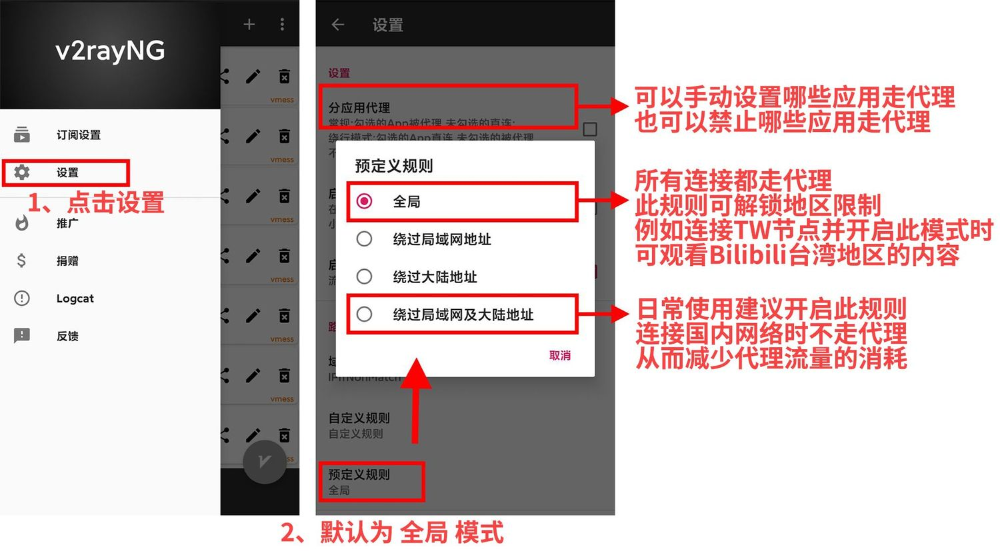 v2rayNG
订阅设置
设置
1、点击设置
推广
捐赠
Logcat
反馈
vmess
vmess
vmess
vmess
vmess
vmess
ss
设置
设置
分应用代理
常规:勾选的App被代理,未勾选的直连;
绕行模式:勾选的App直连,未勾选的被代理
不
启
在
小
启
流
预定义规则
全局
绕过局域网地址
绕过大陆地址
绕过局域网及大陆地址
取消
路
域
IPIfNonMatch
自定义规则
自定义规则
预定义规则
全局
2、默认为 全局 模式
可以手动设置哪些应用走代理
也可以禁止哪些应用走代理
所有连接都走代理
此规则可解锁地区限制
例如连接TW节点并开启此模式时
可观看Bilibili台湾地区的内容
日常使用建议开启此规则
连接国内网络时不走代理
从而减少代理流量的消耗